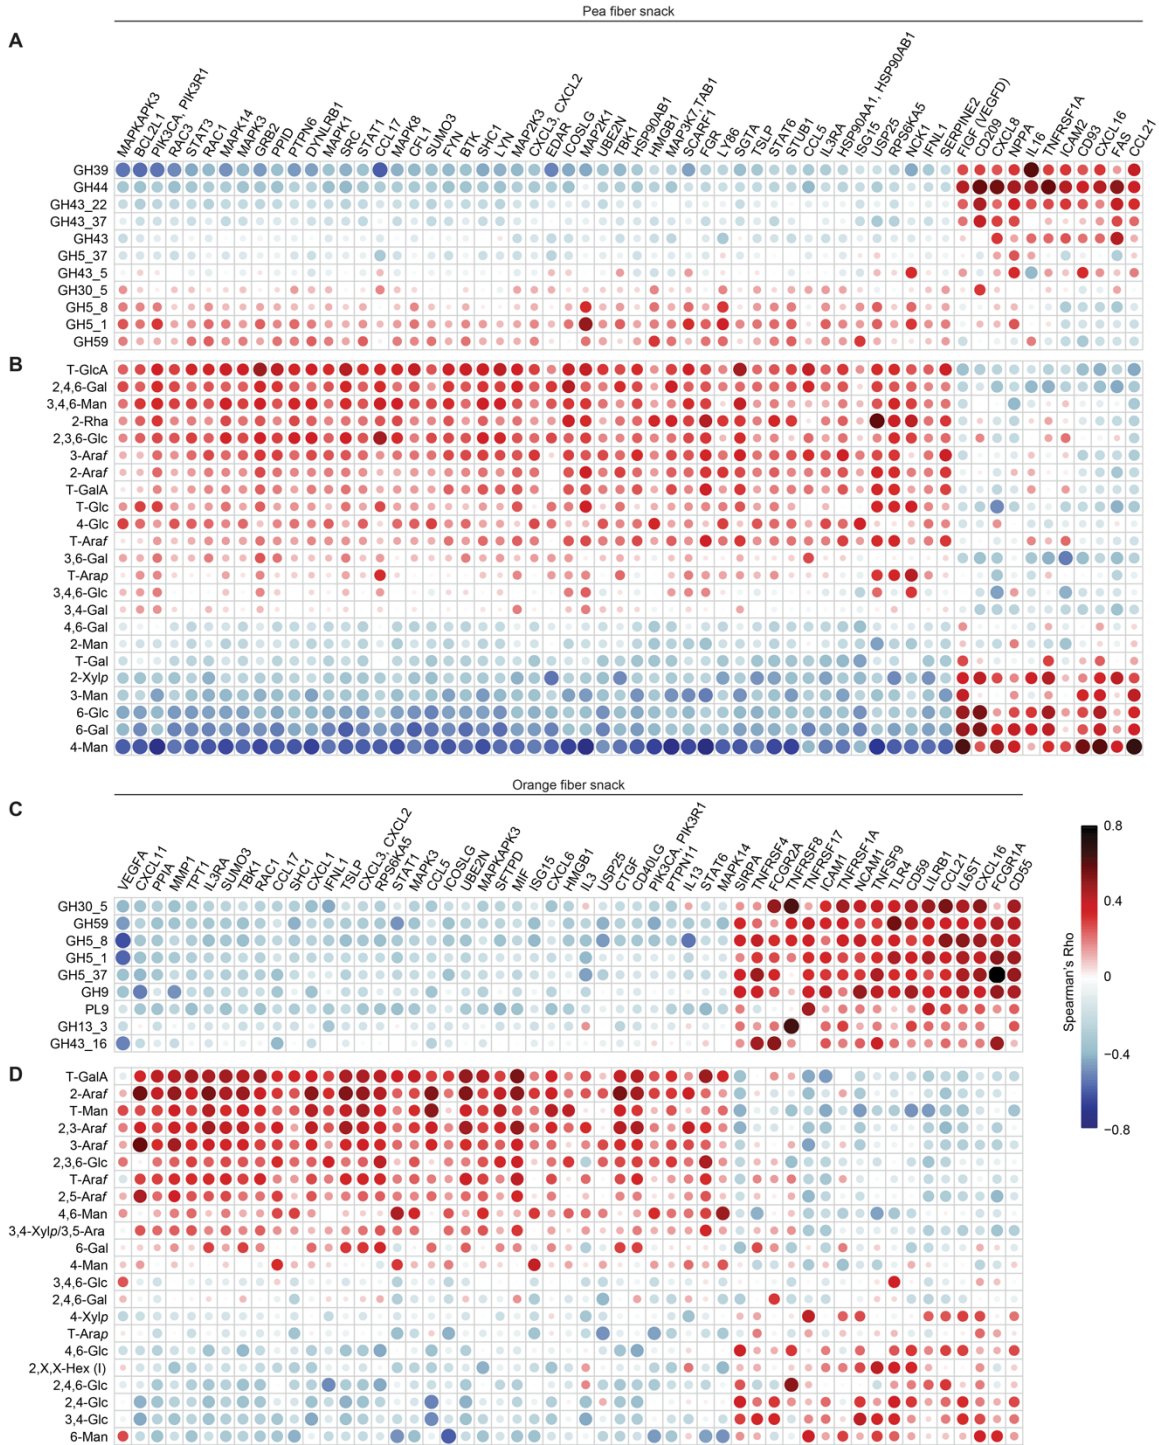 Pea fiber snack
A
MAPKAPK3
BCL2L1
PIK3CA, PIK3R1
RAC3
STAT3
RAC1
MAPK14
MAPK3
GRB2
PPID
PTPN6
DYNLRB1
MAPK1
SRC
STAT1
CCL17
MAPK8
CFL1
SUMO3
FYN
BTK
SHC1
LYN
MAP2K3
CXCL3, CXCL2
EDAR
ICOSLG
MAP2K1
UBE2N
TBK1
HSP90AB1
HMGB1
MAP3K7,TAB1
SCARF1
FGR
LY86
SGTA
TSLP
STAT6
STUB1
CCL5
IL3RA
HSP90AA1, HSP90AB1
ISG15
USP25
RPS6KA5
NCK1
IFNL1
SERPINE2
FIGF (VEGFD)
CD209
CXCL8
NPPA
IL16
TNFRSF1A
ICAM2
CD93
CXCL16
FAS
CCL21
GH39
GH44
GH43_22
GH43_37
GH43
GH5_37
GH43_5
GH30_5
GH5_8
GH5_1
GH59
B
T-GlcA
2,4,6-Gal
3,4,6-Man
2-Rha
2,3,6-Glc
3-Araf
2-Araf
T-GalA
T-Glc
4-Glc
T-Araf
3,6-Gal
T-Arap
3,4,6-Glc
3,4-Gal
4,6-Gal
2-Man
T-Gal
2-Xylp
3-Man
6-Glc
6-Gal
4-Man
Orange fiber snack
C
VEGFA
CXCL11
PPIA
MMP1
TPT1
IL3RA
SUMO3
TBK1
RAC1
CCL17
SHC1
CXCL1
IFNL1
TSLP
CXCL3, CXCL2
RPS6KA5
STAT1
MAPK3
CCL5
ICOSLG
UBE2N
MAPKAPK3
SFTPD
MIF
ISG15
CXCL6
HMGB1
IL3
USP25
CTGF
CD40LG
PIK3CA, PIK3R1
PTPN11
IL13
STAT6
MAPK14
SIRPA
TNFRSF4
FCGR2A
TNFRSF8
TNFRSF17
ICAM1
TNFRSF1A
NCAM1
TNFSF9
TLR4
CD59
LILRB1
CCL21
IL6ST
CXCL16
FCGR1A
CD55
GH30_5
GH59
GH5_8
GH5_1
GH5_37
GH9
PL9
GH13_3
GH43_16
D
T-GalA
2-Araf
T-Man
2,3-Araf
3-Araf
2,3,6-Glc
T-Araf
2,5-Araf
4,6-Man
3,4-Xylp/3,5-Ara
6-Gal
4-Man
3,4,6-Glc
2,4,6-Gal
4-Xylp
T-Arap
4,6-Glc
2,X,X-Hex (I)
2,4,6-Glc
2,4-Glc
3,4-Glc
6-Man
0.8
0.4
0
−0.4
−0.8
Spearman's Rho